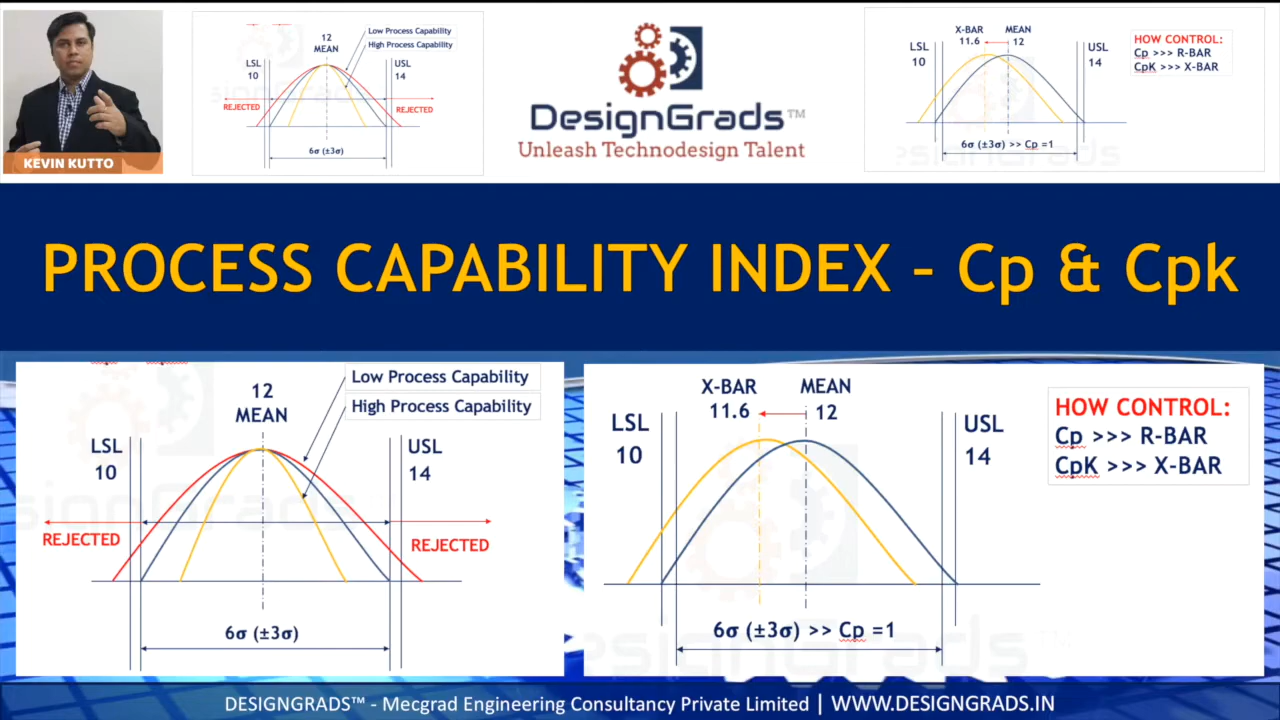 KEVIN KUTTO
12
MEAN
Low Process Capability
High Process Capability
LSL
10
USL
14
REJECTED
REJECTED
6σ (±3σ)
DesignGrads™
Unleash Technodesign Talent
X-BAR
11.6
MEAN
12
LSL
10
USL
14
HOW CONTROL:
Cp >>> R-BAR
CpK >>> X-BAR
6σ (±3σ) >> Cp =1
PROCESS CAPABILITY INDEX - Cp & Cpk
12
MEAN
Low Process Capability
High Process Capability
LSL
10
USL
14
REJECTED
REJECTED
6σ (±3σ)
X-BAR
11.6
MEAN
12
LSL
10
USL
14
HOW CONTROL:
Cp >>> R-BAR
CpK >>> X-BAR
6σ (±3σ) >> Cp =1
DESIGNGRADS™ - Mecgrad Engineering Consultancy Private Limited | WWW.DESIGNGRADS.IN